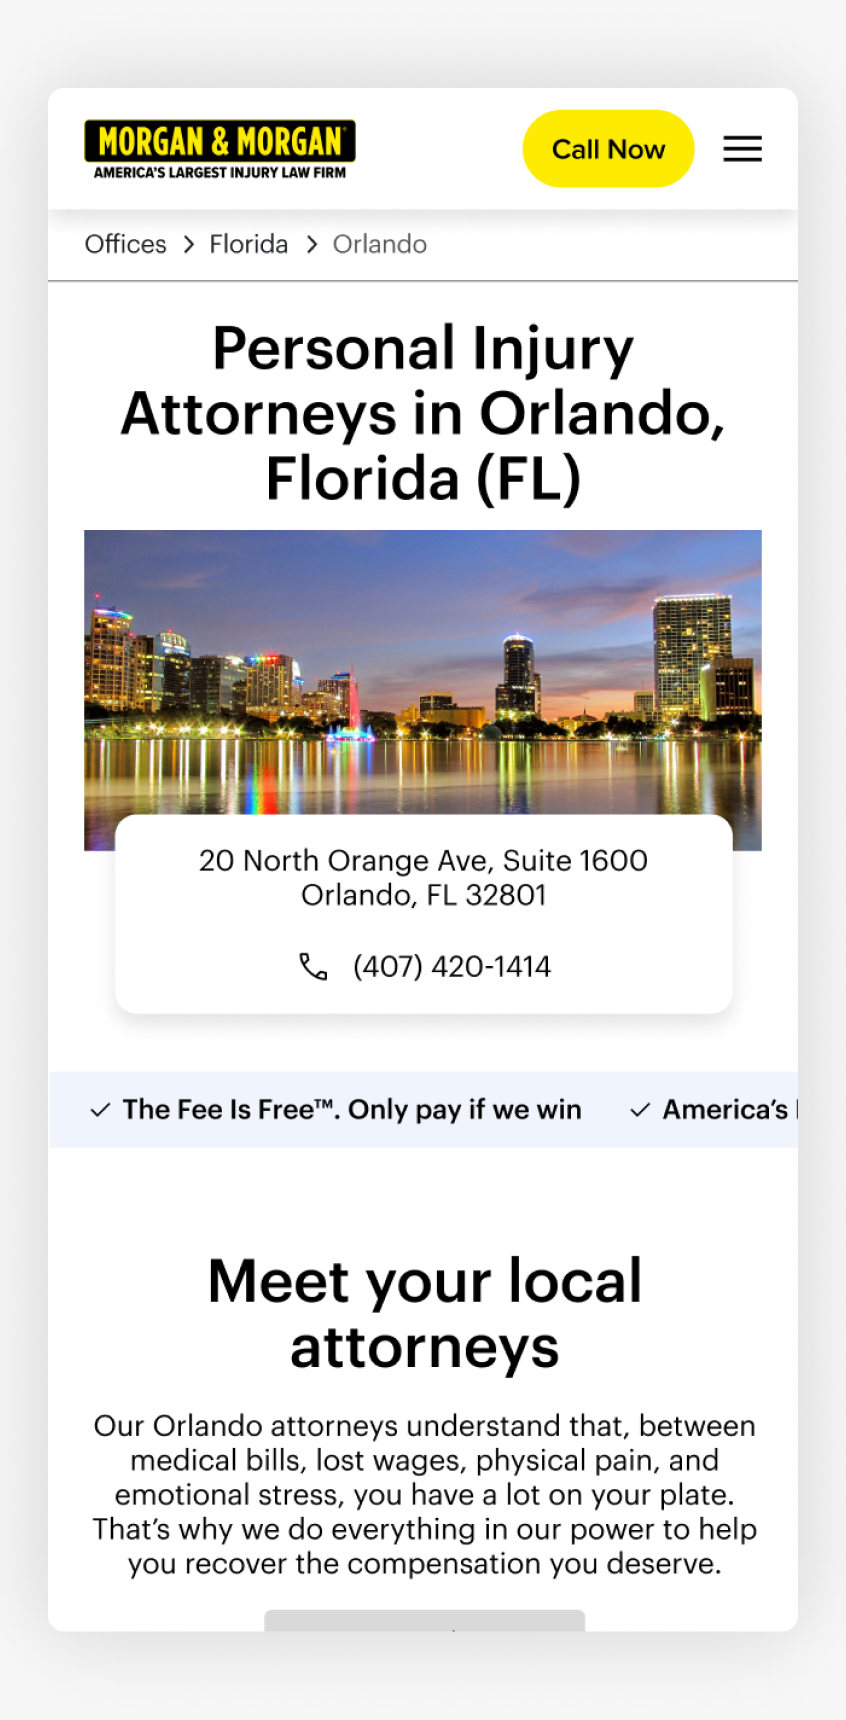 MORGAN & MORGAN
AMERICA'S LARGEST INJURY LAW FIRM
Call Now
Offices > Florida > Orlando
Personal Injury
Attorneys in Orlando,
Florida (FL)
20 North Orange Ave, Suite 1600
Orlando, FL 32801
(407) 420-1414
The Fee Is Free™. Only pay if we win
America's
Meet your local
attorneys
Our Orlando attorneys understand that, between
medical bills, lost wages, physical pain, and
emotional stress, you have a lot on your plate.
That's why we do everything in our power to help
you recover the compensation you deserve.